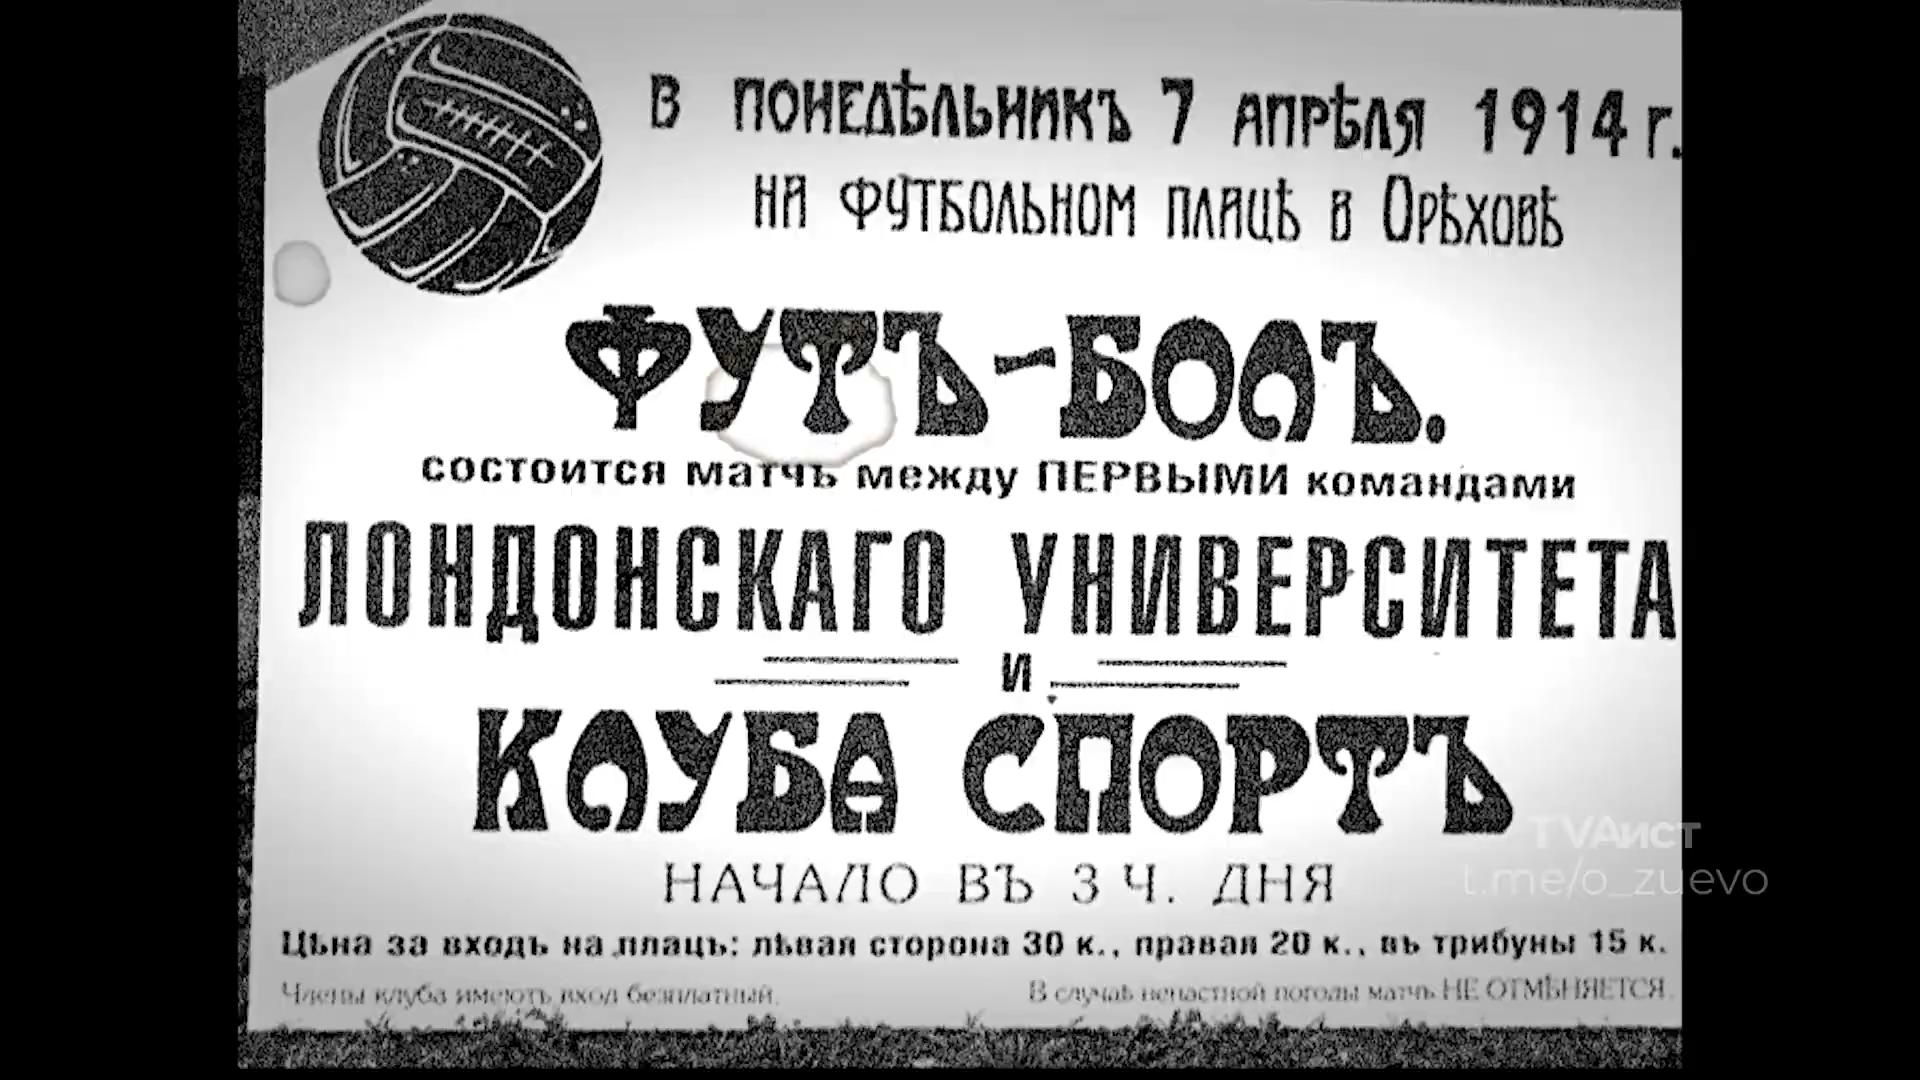 В ПОНЕДѢЛЬНИКЪ 7 АПРѢЛЯ 1914 г.
НА ФУТБОЛЬНОМ ПЛАЦѢ В ОРѢХОВѢ
ФУТЪ-БОЛЪ.
состоится матчъ между ПЕРВЫМИ командами
ЛОНДОНСКАГО УНИВЕРСИТЕТА
И
КЛУБА СПОРТЪ
TVАист
t.me/o_zuevo
НАЧАЛО ВЪ 3 Ч. ДНЯ
Цѣна за входъ на плацъ: лѣвая сторона 30 к., правая 20 к., въ трибуны 15 к.
Члены клуба имеютъ вход безплатный.
В случаѣ ненастной погоды матчъ НЕ ОТМѢНЯЕТСЯ.